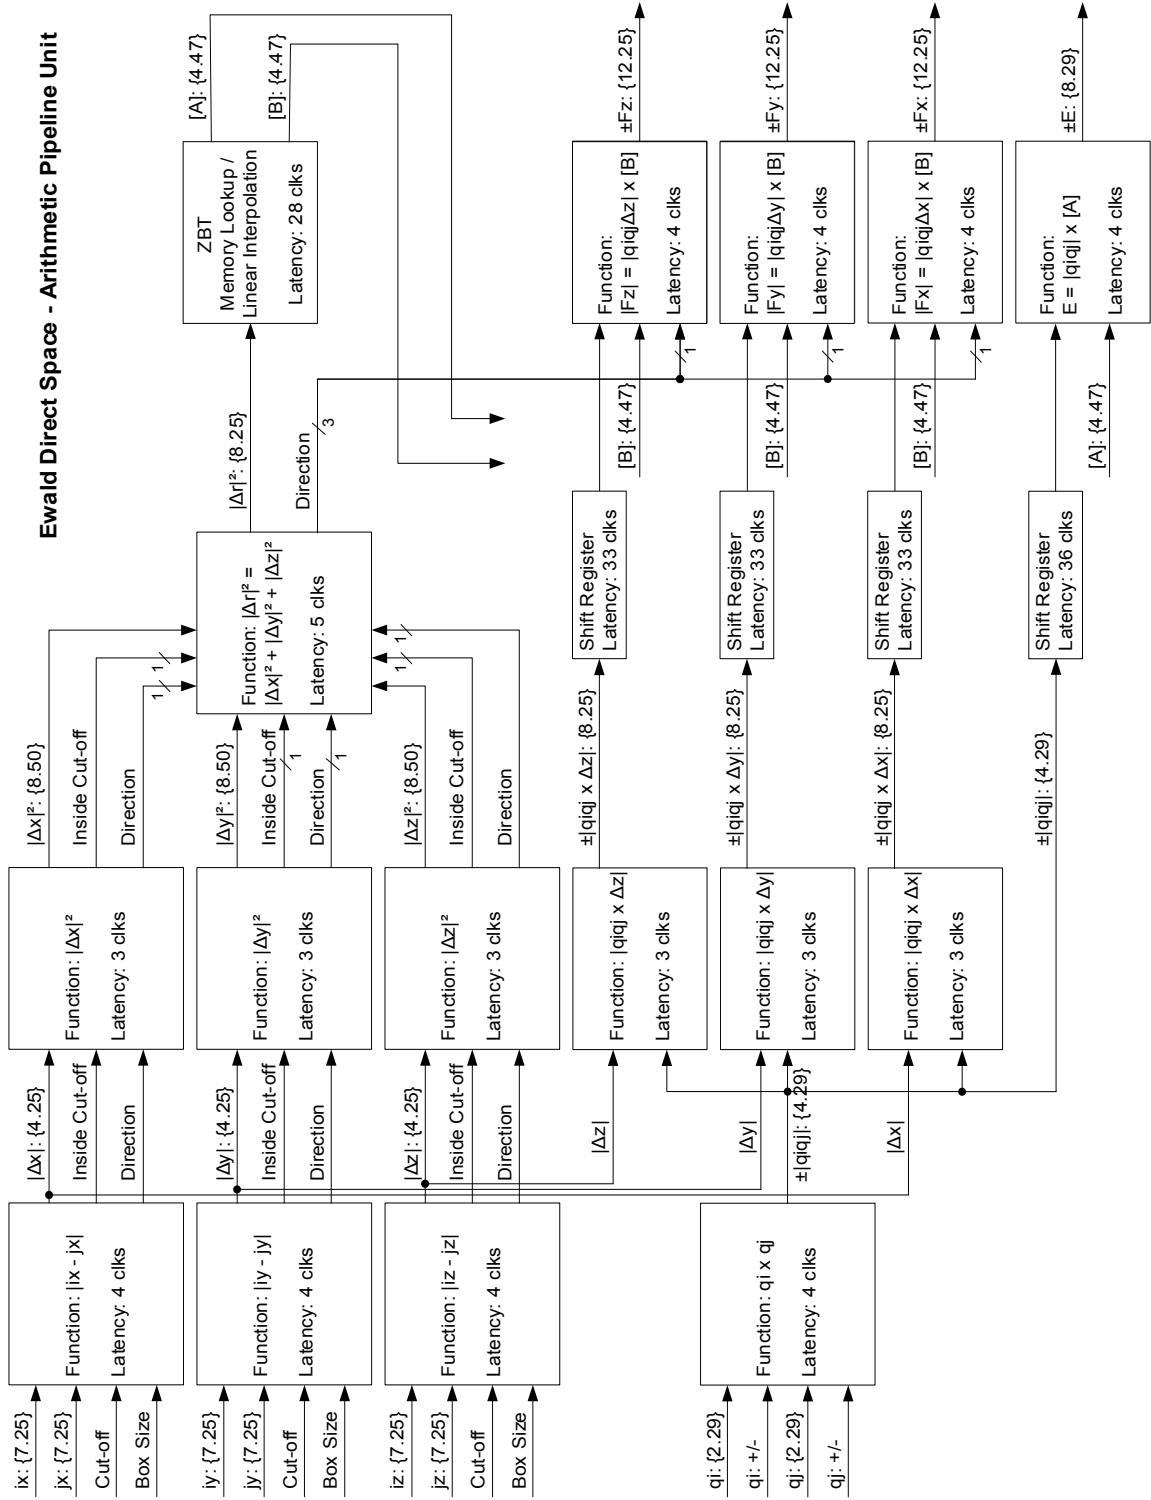 Ewald Direct Space - Arithmetic Pipeline Unit
ix: {7.25}
jx: {7.25}
Cut-off
Box Size
Function: |ix - jx|
Latency: 4 clks
|Δx|: {4.25}
Inside Cut-off
Direction
Function: |Δx|²
Latency: 3 clks
|Δx|²: {8.50}
Inside Cut-off
Direction
1
1
iy: {7.25}
jy: {7.25}
Cut-off
Box Size
Function: |iy - jy|
Latency: 4 clks
|Δy|: {4.25}
Inside Cut-off
Direction
Function: |Δy|²
Latency: 3 clks
|Δy|²: {8.50}
Inside Cut-off
1
Direction
1
iz: {7.25}
jz: {7.25}
Cut-off
Box Size
Function: |iz - jz|
Latency: 4 clks
|Δz|: {4.25}
Inside Cut-off
Direction
Function: |Δz|²
Latency: 3 clks
|Δz|²: {8.50}
Inside Cut-off
Direction
1
1
Function: |Δr|² =
|Δx|² + |Δy|² + |Δz|²
Latency: 5 clks
|Δr|²: {8.25}
Direction
3
ZBT
Memory Lookup /
Linear Interpolation
Latency: 28 clks
[A]: {4.47}
[B]: {4.47}
|Δz|
Function: |qiqj x Δz|
Latency: 3 clks
±|qiqj x Δz|: {8.25}
Shift Register
Latency: 33 clks
[B]: {4.47}
1
Function:
|Fz| = |qiqjΔz| x [B]
Latency: 4 clks
±Fz: {12.25}
qi: {2.29}
qi: +/-
qj: {2.29}
qj: +/-
Function: qi x qj
Latency: 4 clks
|Δy|
±|qiqj|: {4.29}
Function: |qiqj x Δy|
Latency: 3 clks
±|qiqj x Δy|: {8.25}
Shift Register
Latency: 33 clks
[B]: {4.47}
1
Function:
|Fy| = |qiqjΔy| x [B]
Latency: 4 clks
±Fy: {12.25}
|Δx|
Function: |qiqj x Δx|
Latency: 3 clks
±|qiqj x Δx|: {8.25}
Shift Register
Latency: 33 clks
[B]: {4.47}
1
Function:
|Fx| = |qiqjΔx| x [B]
Latency: 4 clks
±Fx: {12.25}
±|qiqj|: {4.29}
Shift Register
Latency: 36 clks
[A]: {4.47}
Function:
E = |qiqj| x [A]
Latency: 4 clks
±E: {8.29}